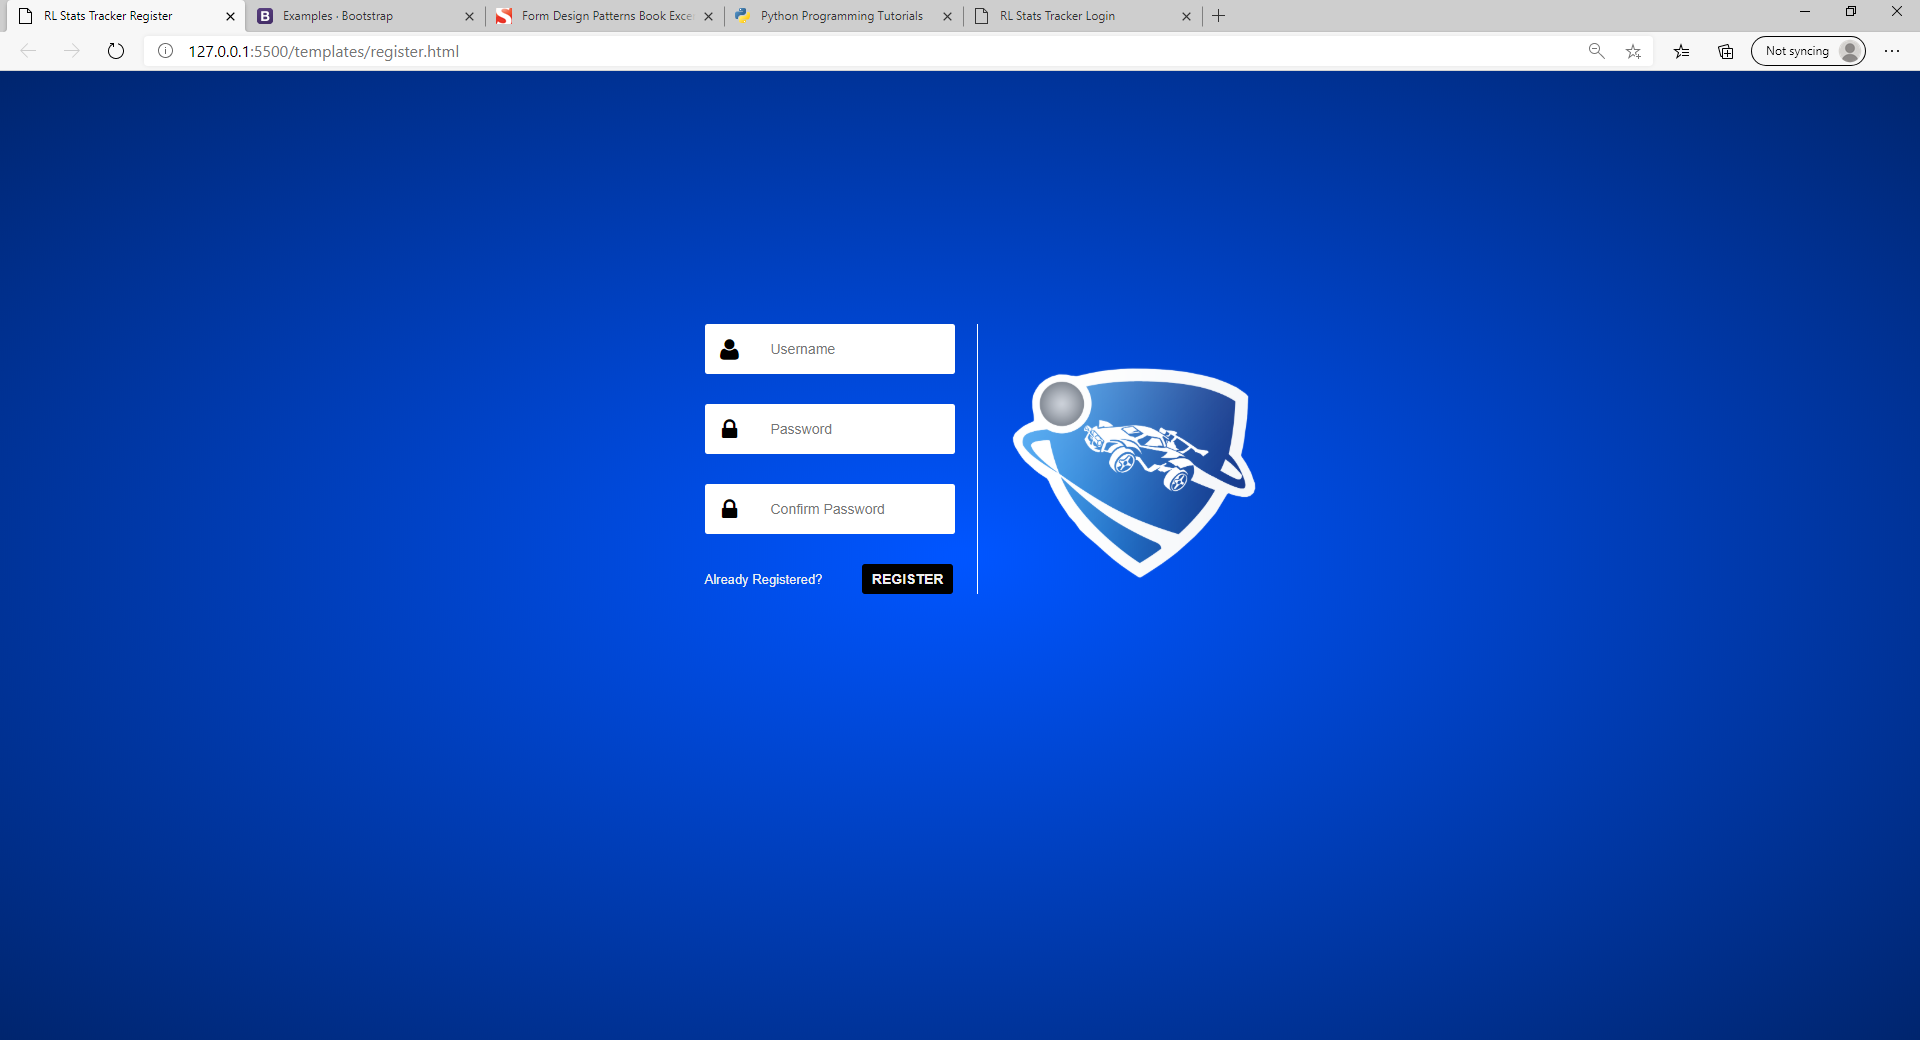 RL Stats Tracker Register
Examples · Bootstrap
Form Design Patterns Book Exce
Python Programming Tutorials
RL Stats Tracker Login
127.0.0.1:5500/templates/register.html
Not syncing
Username
Password
Confirm Password
Already Registered?
REGISTER